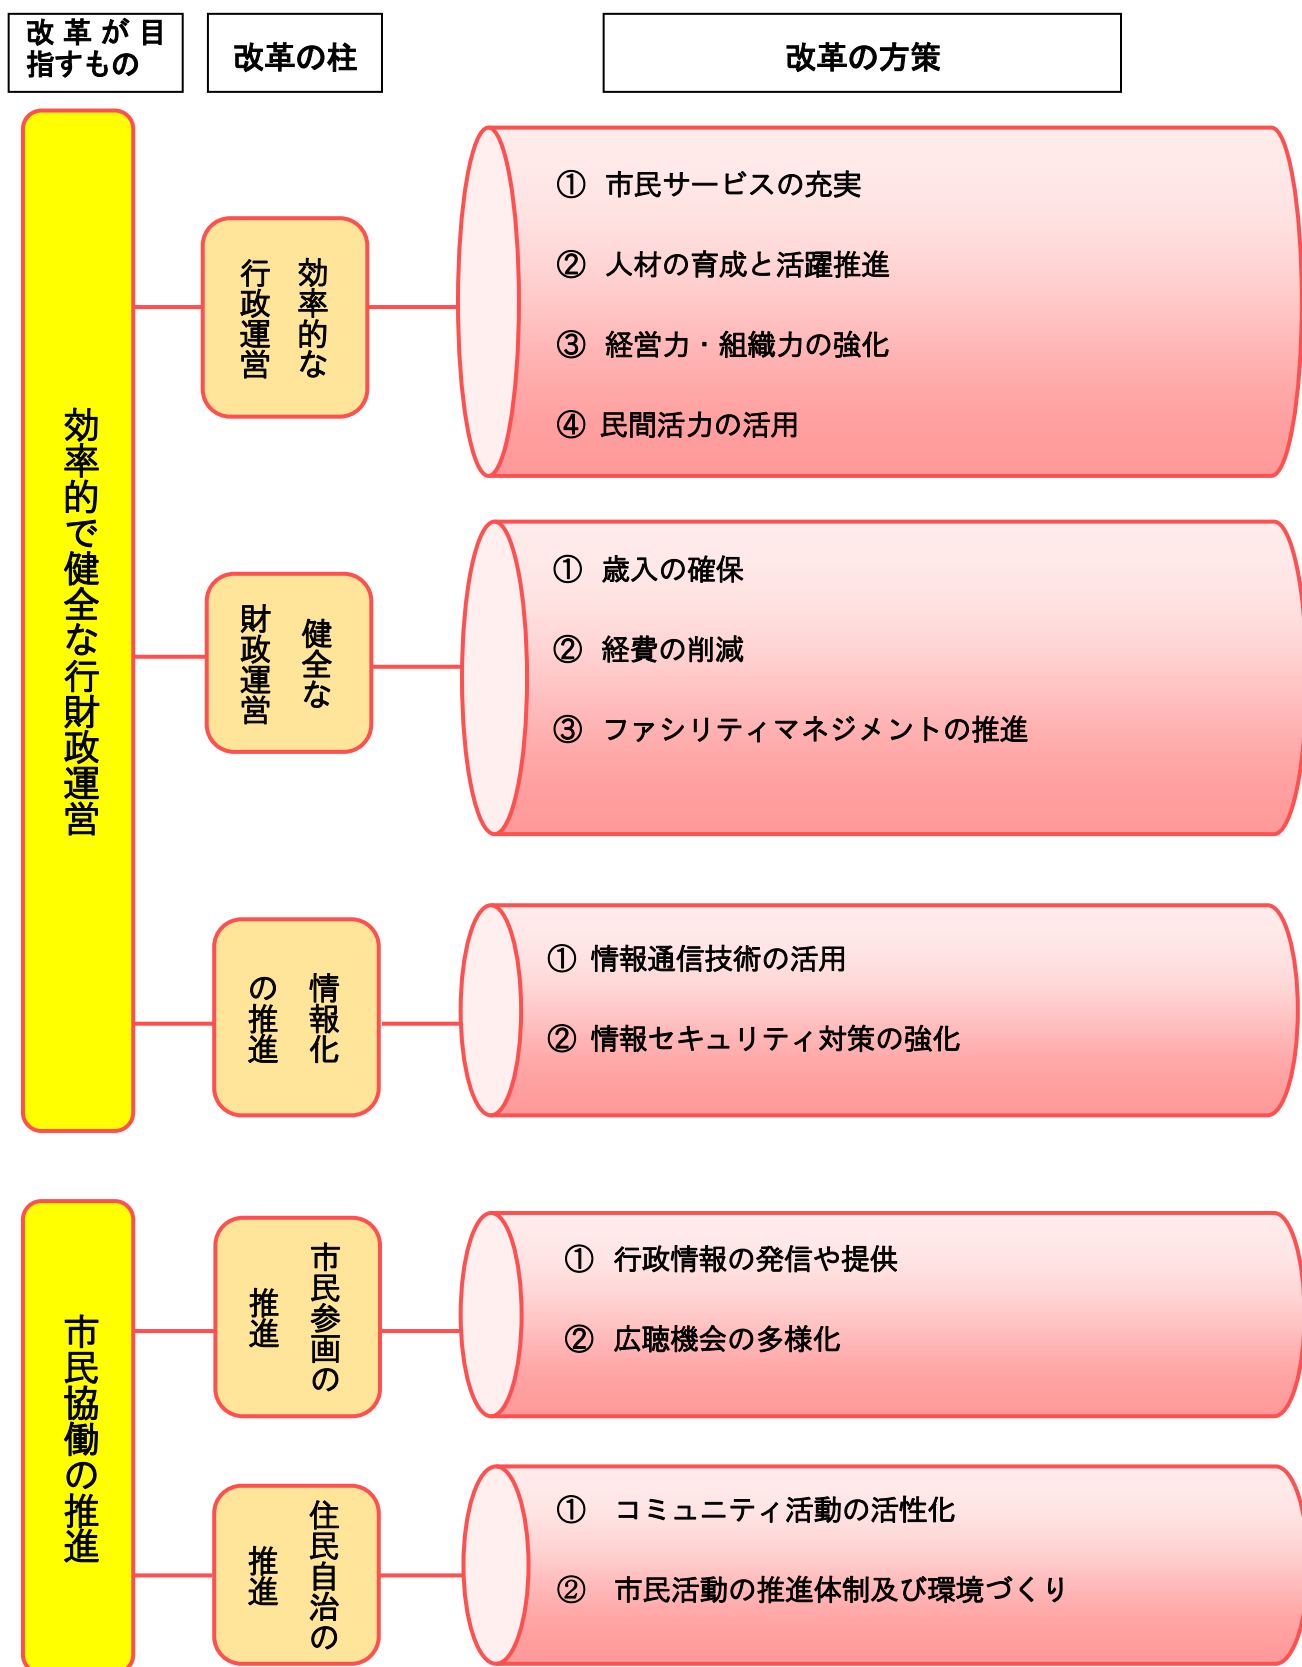 改革が目
指すもの
改革の柱
改革の方策
効率的で健全な行財政運営
効率的な
行政運営
① 市民サービスの充実
② 人材の育成と活躍推進
③ 経営力・組織力の強化
④ 民間活力の活用
健全な
財政運営
① 歳入の確保
② 経費の削減
③ ファシリティマネジメントの推進
情報化
の推進
① 情報通信技術の活用
② 情報セキュリティ対策の強化
市民協働の推進
市民参画の
推進
① 行政情報の発信や提供
② 広聴機会の多様化
住民自治の
推進
① コミュニティ活動の活性化
② 市民活動の推進体制及び環境づくり